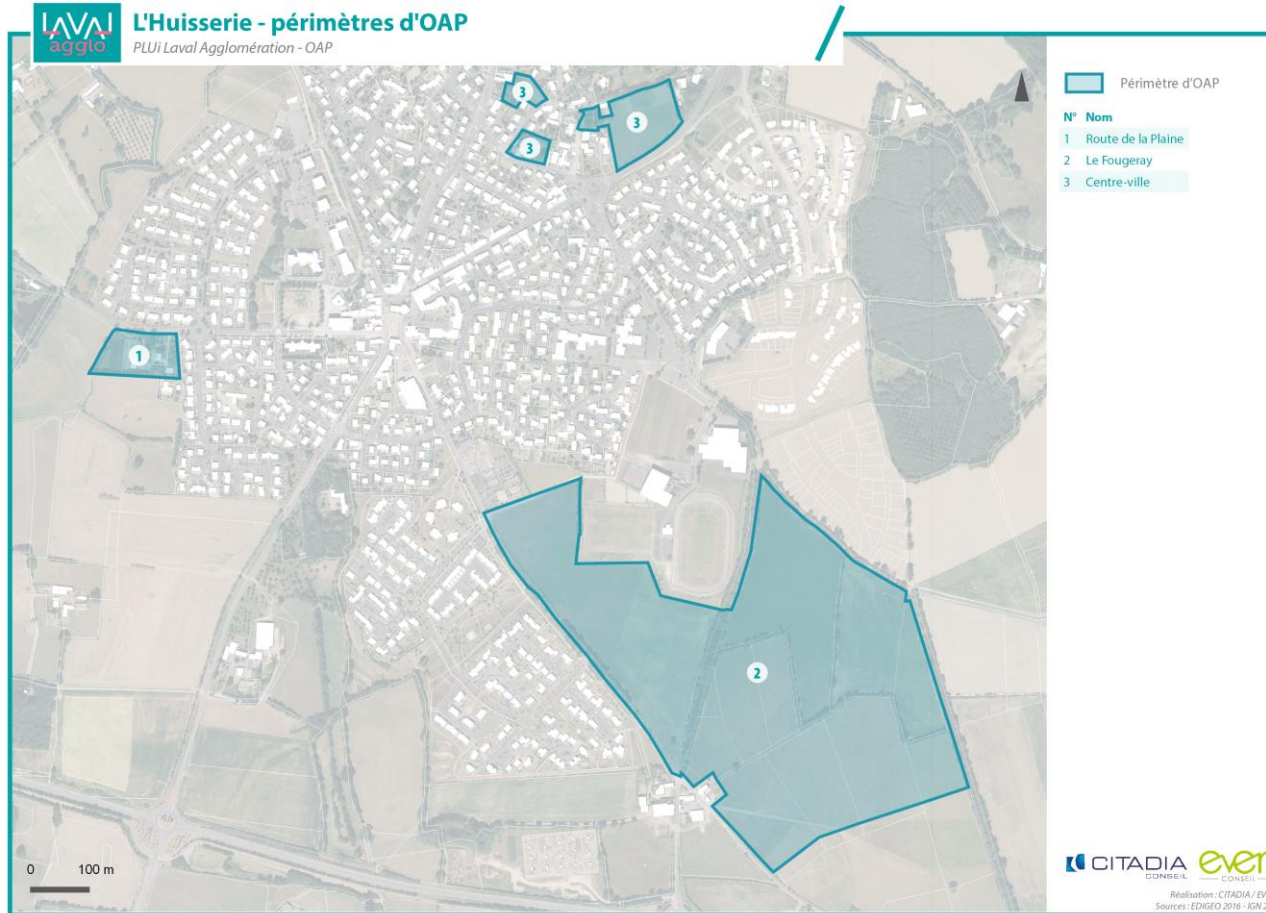 LAVAL
agglo
L'Huisserie - périmètres d'OAP
PLUi Laval Agglomération - OAP
Périmètre d'OAP
N° Nom
1 Route de la Plaine
2 Le Fougeray
3 Centre-ville
3
3
3
1
2
0 100 m
CITADIA
CONSEIL
even
CONSEIL
Réalisation : CITADIA / EV
Sources : EDIGEO 2016 - IGN 2